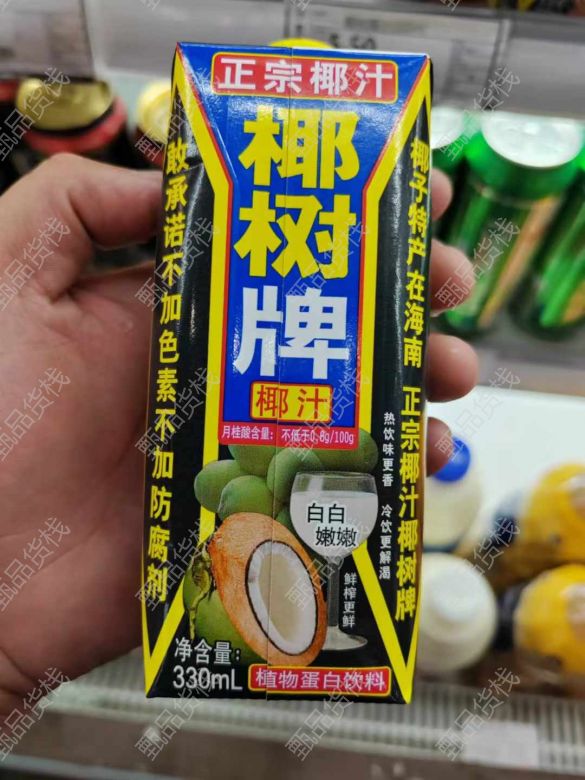 正宗椰汁
椰树牌
椰汁
月桂酸含量：不低于0.8g/100g
敢承诺不加色素不加防腐剂
椰子特产在海南 正宗椰汁椰树牌
热饮味更香 冷饮更解渴
白白
嫩嫩
鲜榨更鲜
净含量：
330mL
植物蛋白饮料
甄品货栈